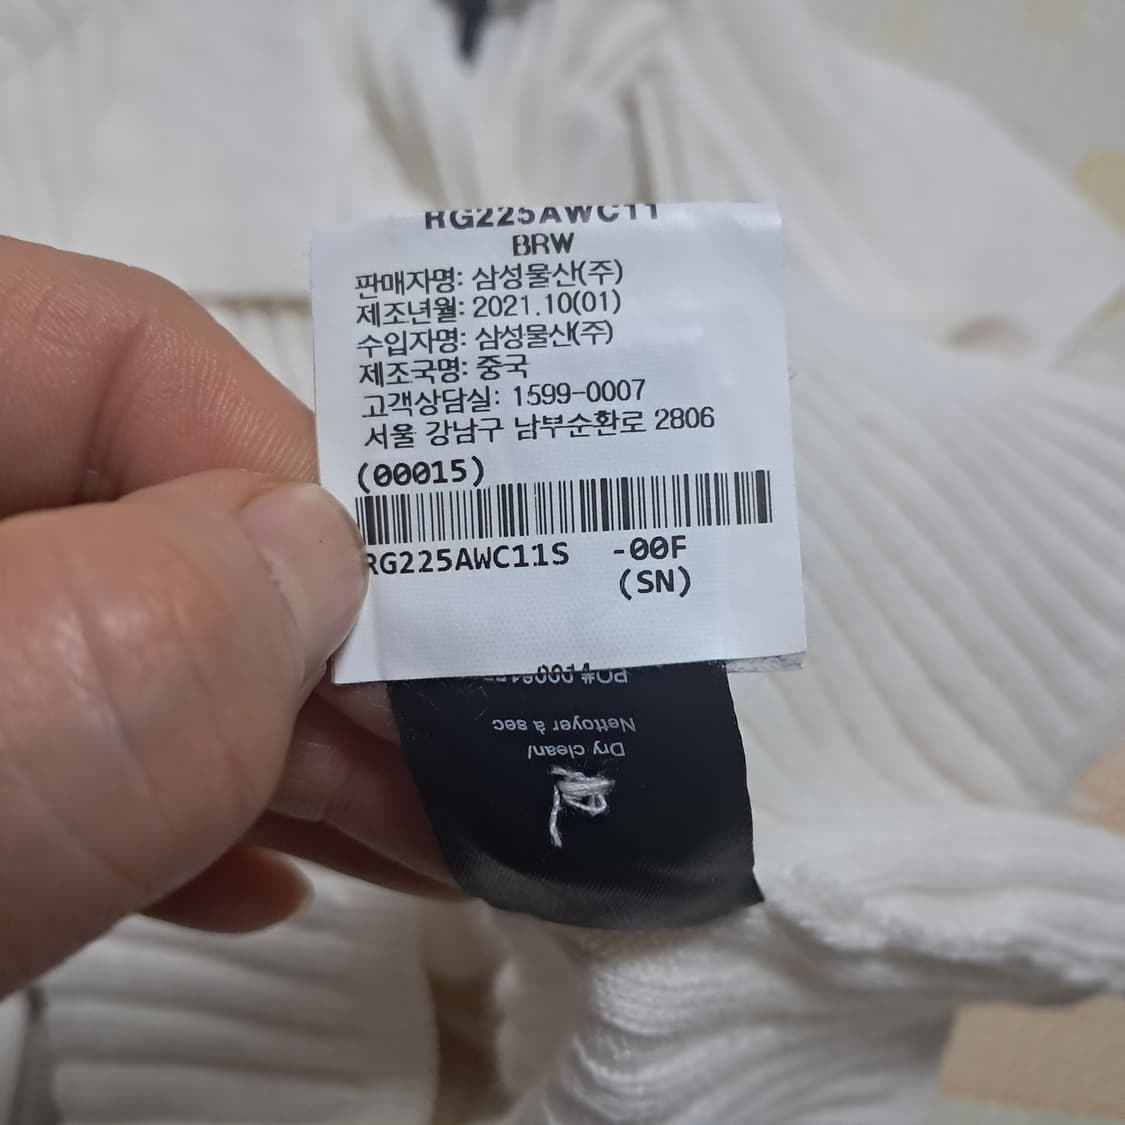 RG225AWC11
BRW
판매자명: 삼성물산(주)
제조년월: 2021.10(01)
수입자명: 삼성물산(주)
제조국명: 중국
고객상담실: 1599-0007
서울 강남구 남부순환로 2806
(00015)
RG225AWC11S -00F
(SN)
Dry clean/
Nettoyer à sec
PO#